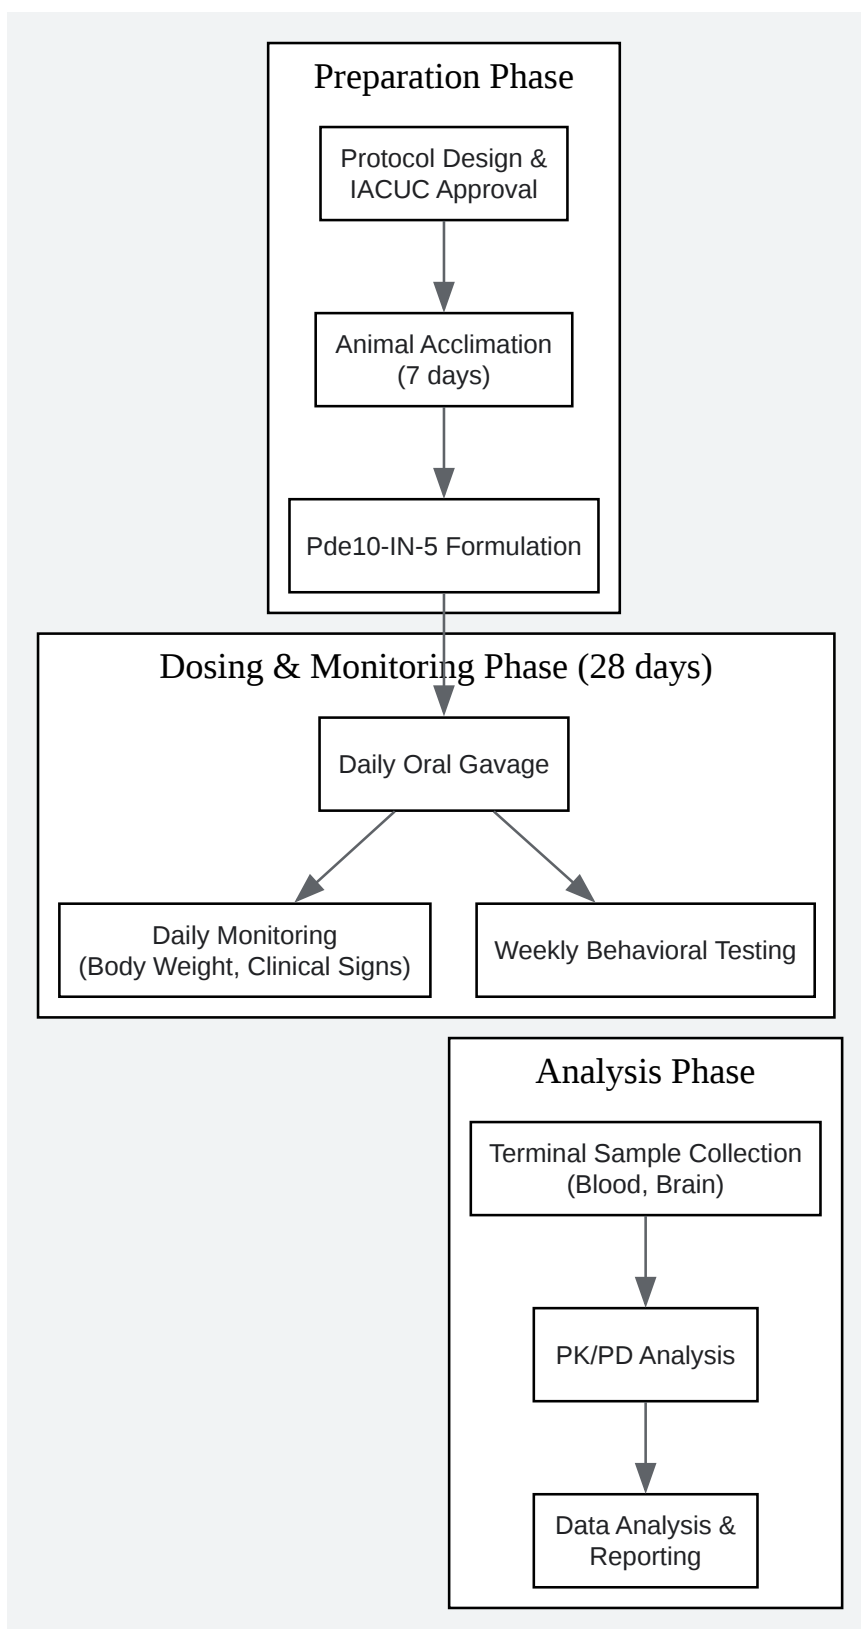 Preparation Phase
Protocol Design &
IACUC Approval
Animal Acclimation
(7 days)
Pde10-IN-5 Formulation
Dosing & Monitoring Phase (28 days)
Daily Oral Gavage
Daily Monitoring
(Body Weight, Clinical Signs)
Weekly Behavioral Testing
Analysis Phase
Terminal Sample Collection
(Blood, Brain)
PK/PD Analysis
Data Analysis &
Reporting